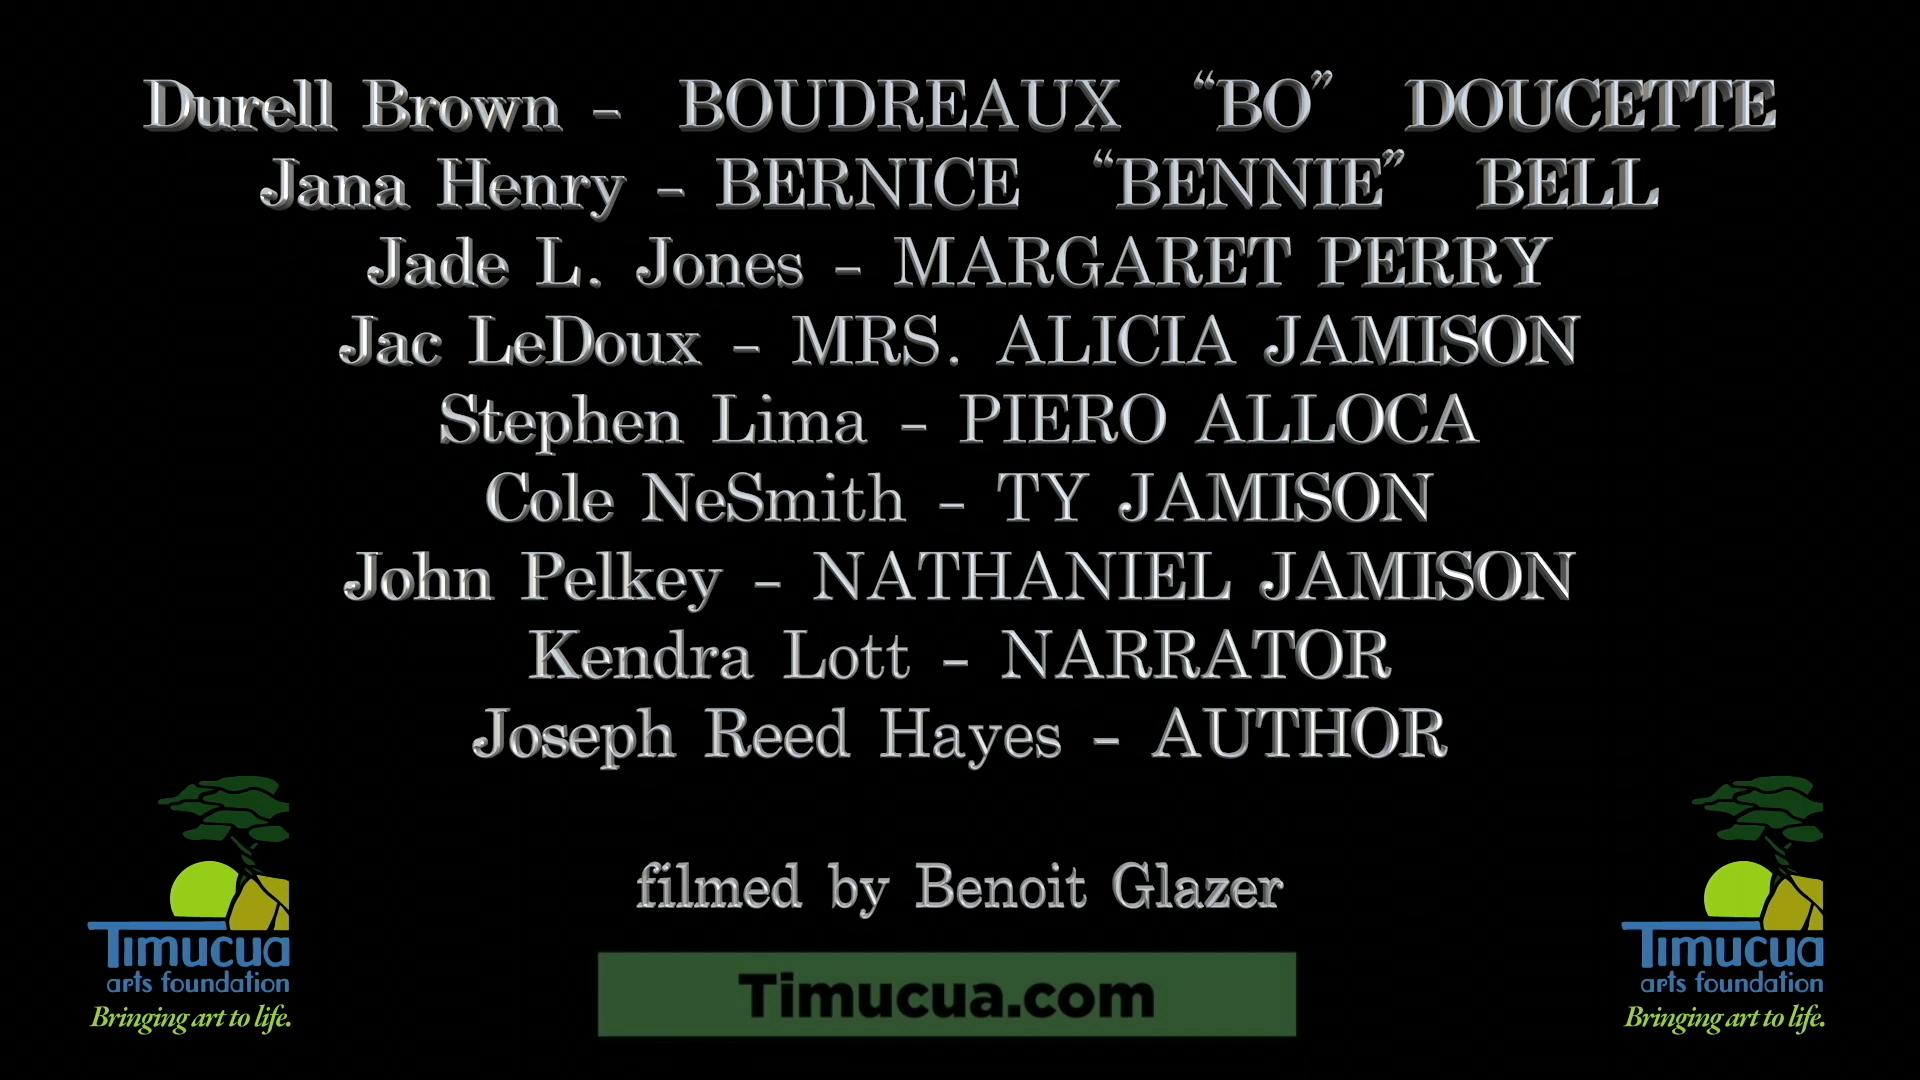 Durell Brown – BOUDREAUX “BO” DOUCETTE
Jana Henry – BERNICE “BENNIE” BELL
Jade L. Jones – MARGARET PERRY
Jac LeDoux – MRS. ALICIA JAMISON
Stephen Lima – PIERO ALLOCA
Cole NeSmith – TY JAMISON
John Pelkey – NATHANIEL JAMISON
Kendra Lott – NARRATOR
Joseph Reed Hayes – AUTHOR
filmed by Benoit Glazer
Timucua.com
Timucua
arts foundation
Bringing art to life.
Timucua
arts foundation
Bringing art to life.